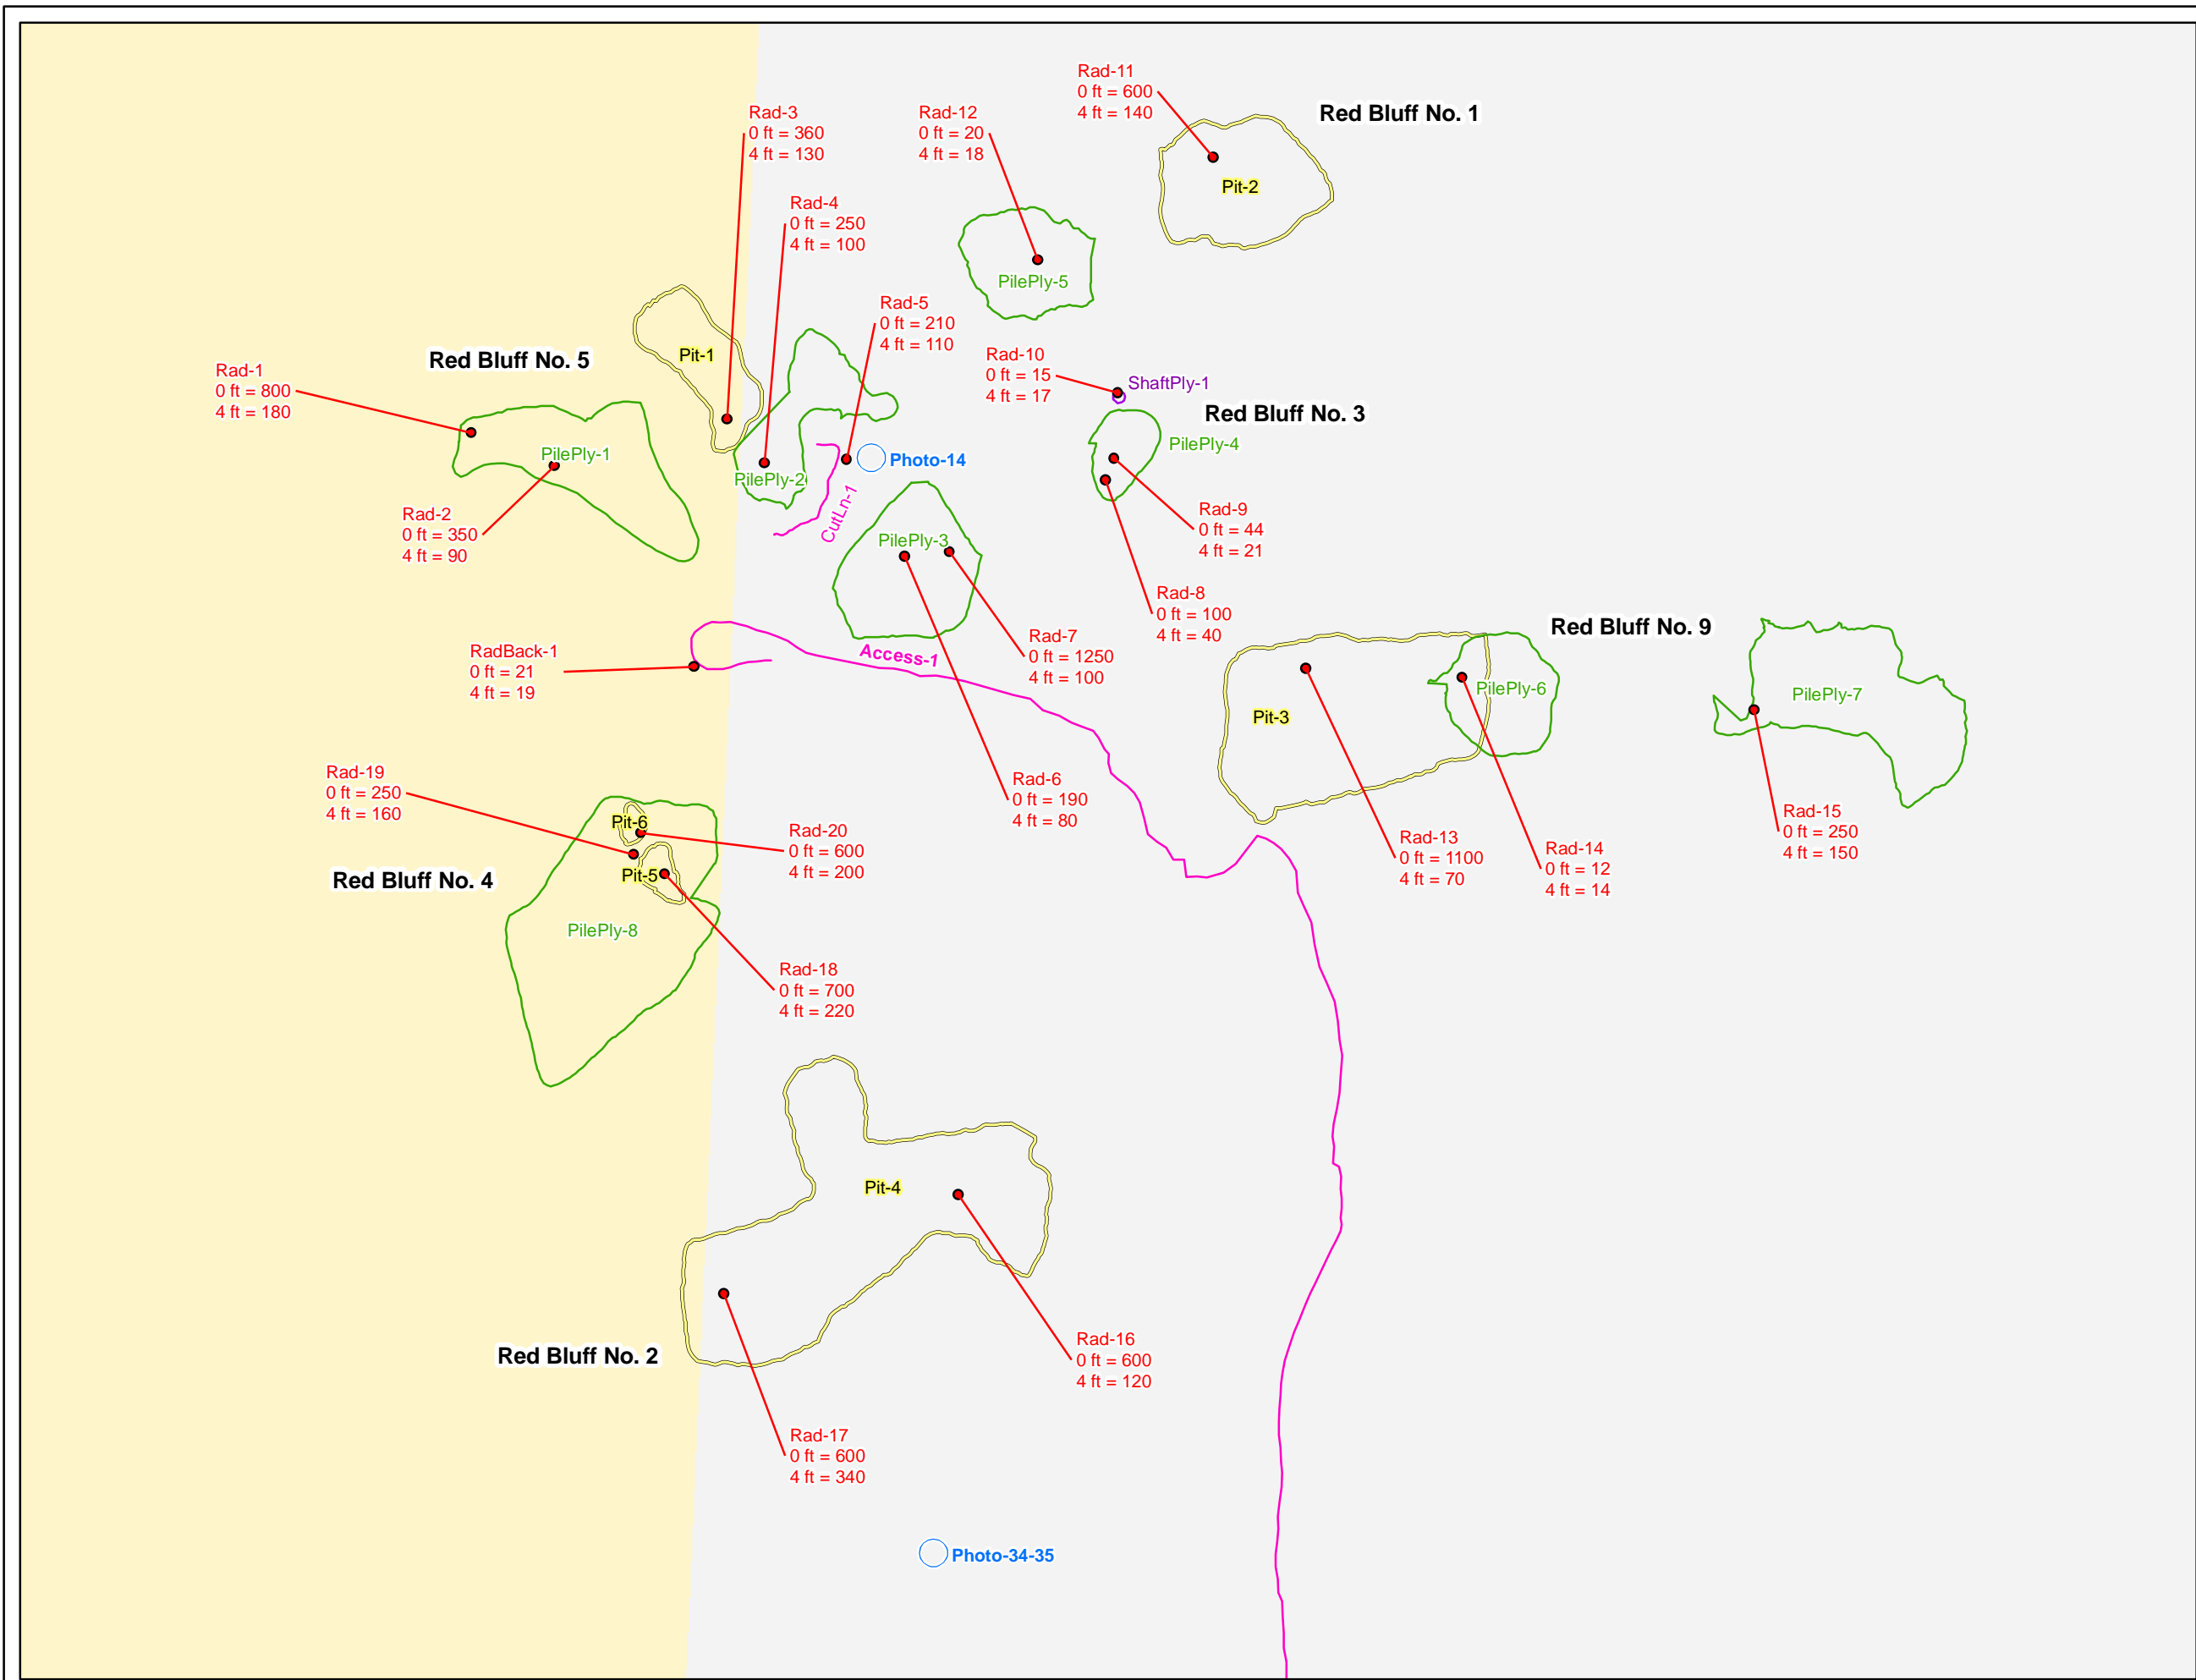 Rad-11
0 ft = 600
4 ft = 140
Red Bluff No. 1
Rad-3
0 ft = 360
4 ft = 130
Rad-12
0 ft = 20
4 ft = 18
Pit-2
Rad-4
0 ft = 250
4 ft = 100
PilePly-5
Rad-5
0 ft = 210
4 ft = 110
Red Bluff No. 5
Pit-1
Rad-10
0 ft = 15
4 ft = 17
ShaftPly-1
Rad-1
0 ft = 800
4 ft = 180
Red Bluff No. 3
PilePly-1
PilePly-4
Photo-14
PilePly-2
Rad-2
0 ft = 350
4 ft = 90
CutLn-1
Rad-9
0 ft = 44
4 ft = 21
PilePly-3
Rad-8
0 ft = 100
4 ft = 40
Red Bluff No. 9
RadBack-1
0 ft = 21
4 ft = 19
Access-1
Rad-7
0 ft = 1250
4 ft = 100
PilePly-6
PilePly-7
Pit-3
Rad-19
0 ft = 250
4 ft = 160
Rad-6
0 ft = 190
4 ft = 80
Pit-6
Rad-20
0 ft = 600
4 ft = 200
Rad-13
0 ft = 1100
4 ft = 70
Rad-14
0 ft = 12
4 ft = 14
Rad-15
0 ft = 250
4 ft = 150
Red Bluff No. 4
Pit-5
PilePly-8
Rad-18
0 ft = 700
4 ft = 220
Pit-4
Red Bluff No. 2
Rad-16
0 ft = 600
4 ft = 120
Rad-17
0 ft = 600
4 ft = 340
Photo-34-35